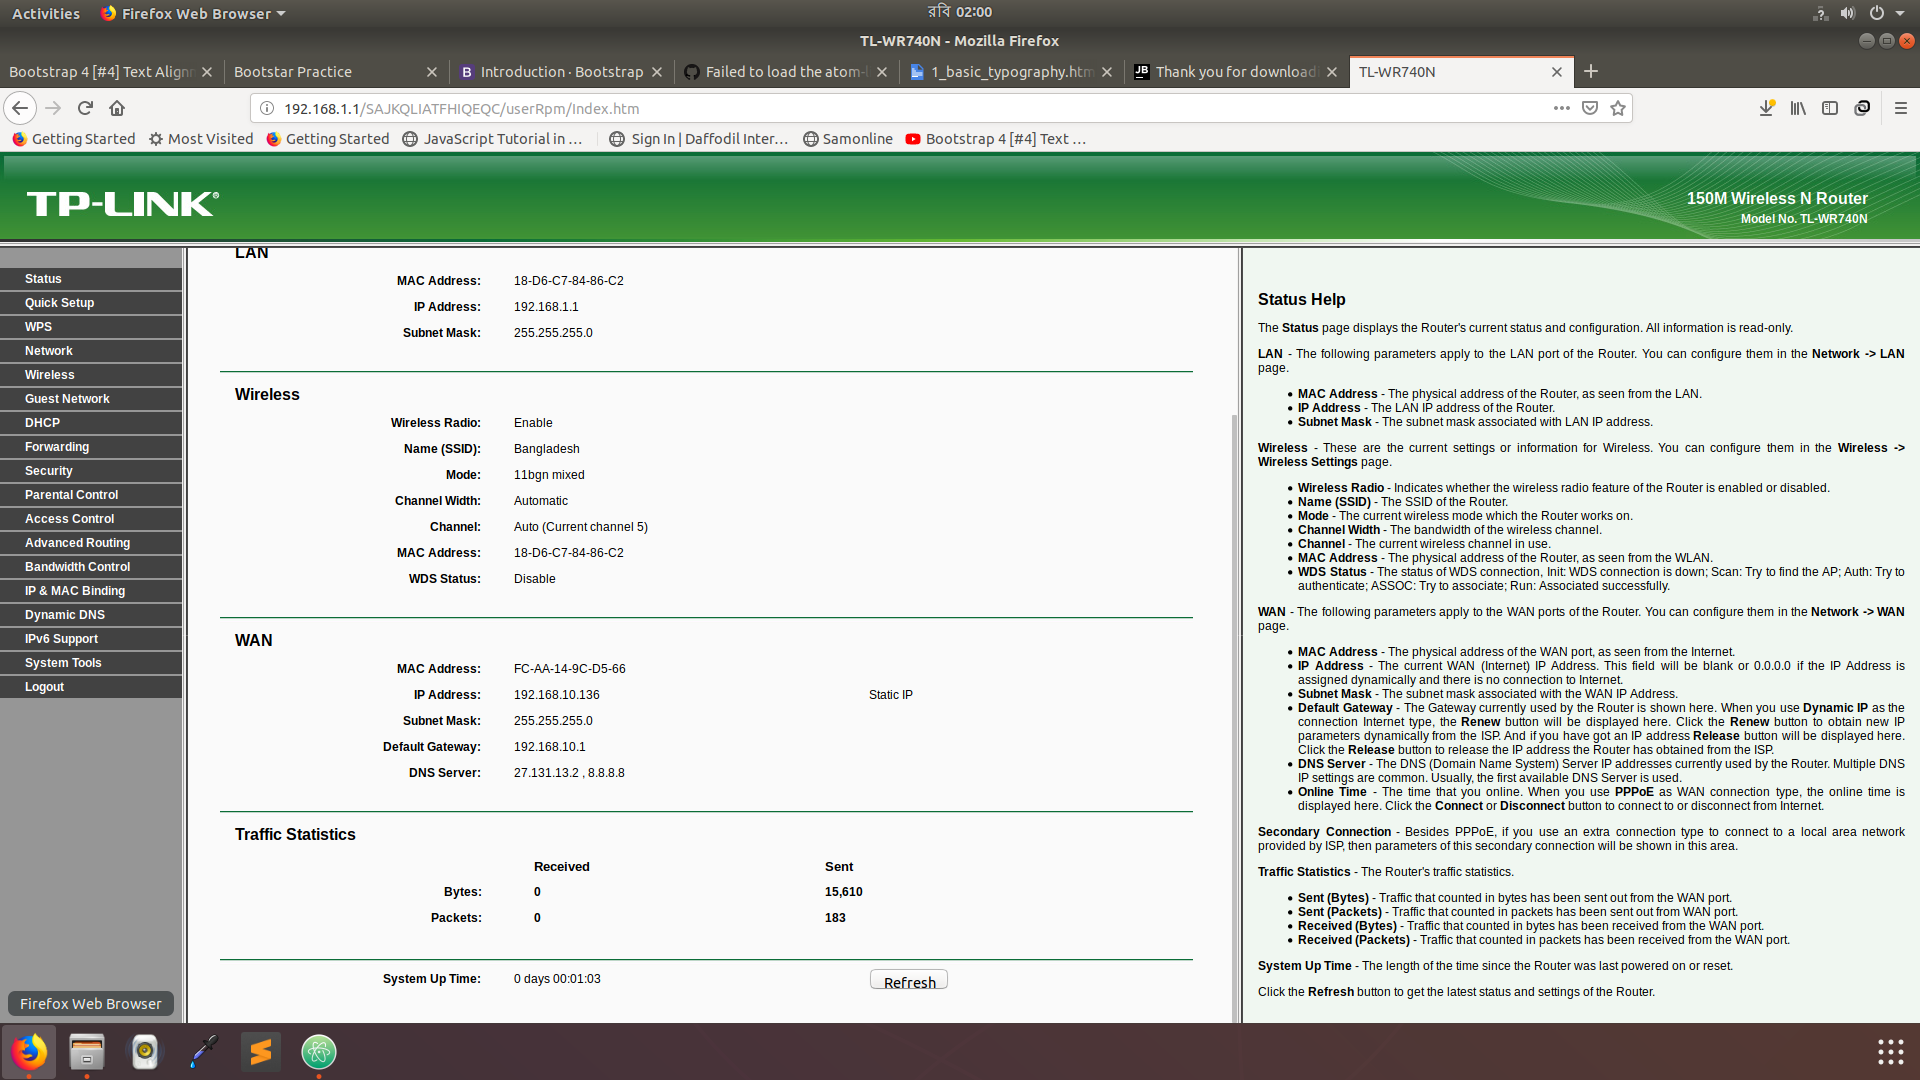 Activities
Firefox Web Browser
রবি 02:00
TL-WR740N - Mozilla Firefox
Bootstar Practice
Introduction · Bootstrap
1_basic_typography.htm
TL-WR740N
192.168.1.1/SAJKQLIATFHIQEQC/userRpm/Index.htm
Getting Started
Most Visited
Getting Started
JavaScript Tutorial in …
Sign In | Daffodil Inter…
Samonline
Bootstrap 4 [#4] Text …
TP-LINK®
150M Wireless N Router
Model No. TL-WR740N
Status
Quick Setup
WPS
Network
Wireless
Guest Network
DHCP
Forwarding
Security
Parental Control
Access Control
Advanced Routing
Bandwidth Control
IP & MAC Binding
Dynamic DNS
IPv6 Support
System Tools
Logout
LAN
MAC Address: 18-D6-C7-84-86-C2
IP Address: 192.168.1.1
Subnet Mask: 255.255.255.0
Wireless
Wireless Radio: Enable
Name (SSID): Bangladesh
Mode: 11bgn mixed
Channel Width: Automatic
Channel: Auto (Current channel 5)
MAC Address: 18-D6-C7-84-86-C2
WDS Status: Disable
WAN
MAC Address: FC-AA-14-9C-D5-66
IP Address: 192.168.10.136 Static IP
Subnet Mask: 255.255.255.0
Default Gateway: 192.168.10.1
DNS Server: 27.131.13.2 , 8.8.8.8
Traffic Statistics
Received Sent
Bytes: 0 15,610
Packets: 0 183
System Up Time: 0 days 00:01:03 Refresh
Status Help
The Status page displays the Router's current status and configuration. All information is read-only.
LAN - The following parameters apply to the LAN port of the Router. You can configure them in the Network -> LAN
page.
• MAC Address - The physical address of the Router, as seen from the LAN.
• IP Address - The LAN IP address of the Router.
• Subnet Mask - The subnet mask associated with LAN IP address.
Wireless - These are the current settings or information for Wireless. You can configure them in the Wireless ->
Wireless Settings page.
• Wireless Radio - Indicates whether the wireless radio feature of the Router is enabled or disabled.
• Name (SSID) - The SSID of the Router.
• Mode - The current wireless mode which the Router works on.
• Channel Width - The bandwidth of the wireless channel.
• Channel - The current wireless channel in use.
• MAC Address - The physical address of the Router, as seen from the WLAN.
• WDS Status - The status of WDS connection, Init: WDS connection is down; Scan: Try to find the AP; Auth: Try to
authenticate; ASSOC: Try to associate; Run: Associated successfully.
WAN - The following parameters apply to the WAN ports of the Router. You can configure them in the Network -> WAN
page.
• MAC Address - The physical address of the WAN port, as seen from the Internet.
• IP Address - The current WAN (Internet) IP Address. This field will be blank or 0.0.0.0 if the IP Address is
assigned dynamically and there is no connection to Internet.
• Subnet Mask - The subnet mask associated with the WAN IP Address.
• Default Gateway - The Gateway currently used by the Router is shown here. When you use Dynamic IP as the
connection Internet type, the Renew button will be displayed here. Click the Renew button to obtain new IP
parameters dynamically from the ISP. And if you have got an IP address Release button will be displayed here.
Click the Release button to release the IP address the Router has obtained from the ISP.
• DNS Server - The DNS (Domain Name System) Server IP addresses currently used by the Router. Multiple DNS
IP settings are common. Usually, the first available DNS Server is used.
• Online Time - The time that you online. When you use PPPoE as WAN connection type, the online time is
displayed here. Click the Connect or Disconnect button to connect to or disconnect from Internet.
Secondary Connection - Besides PPPoE, if you use an extra connection type to connect to a local area network
provided by ISP, then parameters of this secondary connection will be shown in this area.
Traffic Statistics - The Router's traffic statistics.
• Sent (Bytes) - Traffic that counted in bytes has been sent out from the WAN port.
• Sent (Packets) - Traffic that counted in packets has been sent out from WAN port.
• Received (Bytes) - Traffic that counted in bytes has been received from the WAN port.
• Received (Packets) - Traffic that counted in packets has been received from the WAN port.
System Up Time - The length of the time since the Router was last powered on or reset.
Click the Refresh button to get the latest status and settings of the Router.
Firefox Web Browser